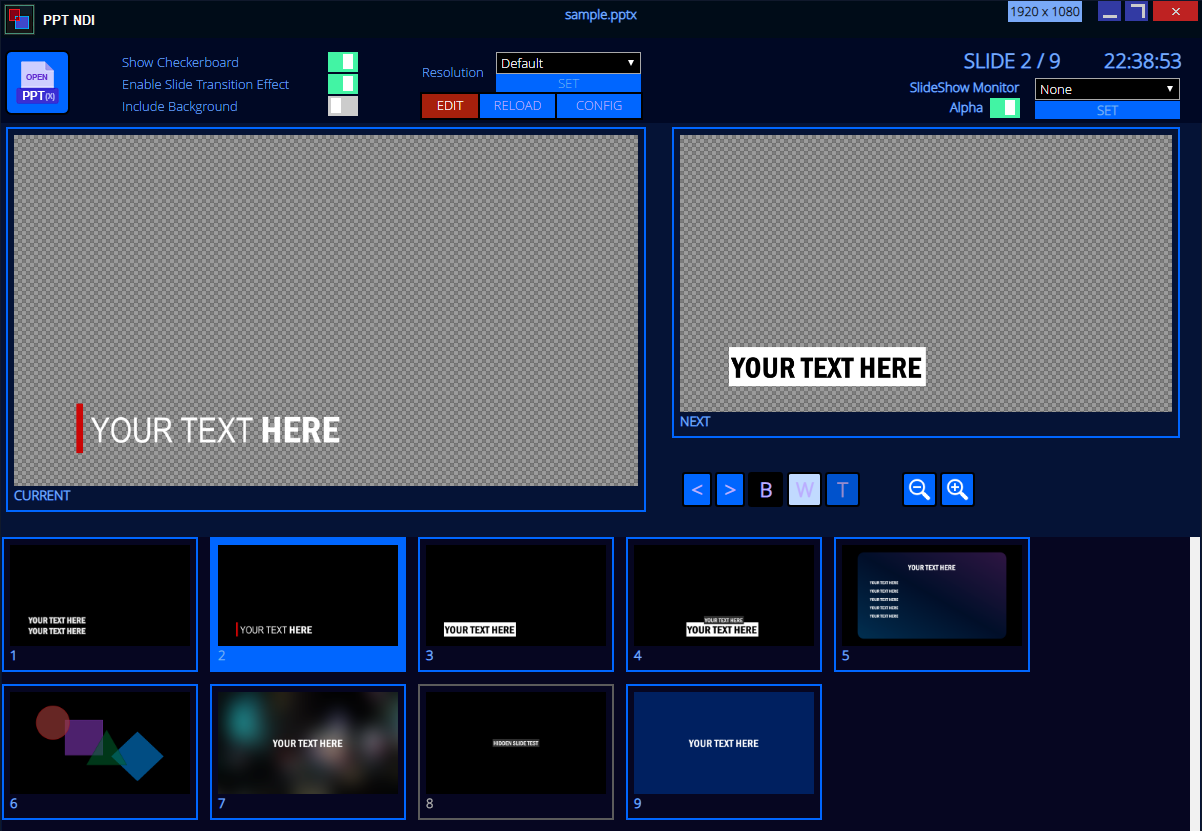 PPT NDI
sample.pptx
1920 x 1080
OPEN
PPT(X)
Show Checkerboard
Enable Slide Transition Effect
Include Background
Resolution
Default
SET
EDIT
RELOAD
CONFIG
SLIDE 2 / 9
22:38:53
SlideShow Monitor
None
Alpha
SET
YOUR TEXT HERE
CURRENT
YOUR TEXT HERE
NEXT
<
>
B
W
T
YOUR TEXT HERE
YOUR TEXT HERE
1
YOUR TEXT HERE
2
YOUR TEXT HERE
3
YOUR TEXT HERE
YOUR TEXT HERE
4
YOUR TEXT HERE
YOUR TEXT HERE
YOUR TEXT HERE
YOUR TEXT HERE
YOUR TEXT HERE
YOUR TEXT HERE
5
6
YOUR TEXT HERE
7
HIDDEN SLIDE TEST
8
YOUR TEXT HERE
9